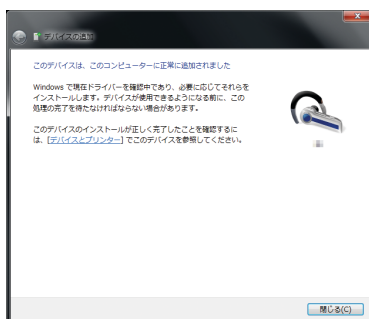 デバイスの追加
このデバイスは、このコンピューターに正常に追加されました
Windows で現在ドライバーを確認中であり、必要に応じてそれらを
インストールします。デバイスが使用できるようになる前に、この
処理の完了を待たなければならない場合があります。
このデバイスのインストールが正しく完了したことを確認するに
は、[デバイスとプリンター] でこのデバイスを参照してください。
閉じる(C)